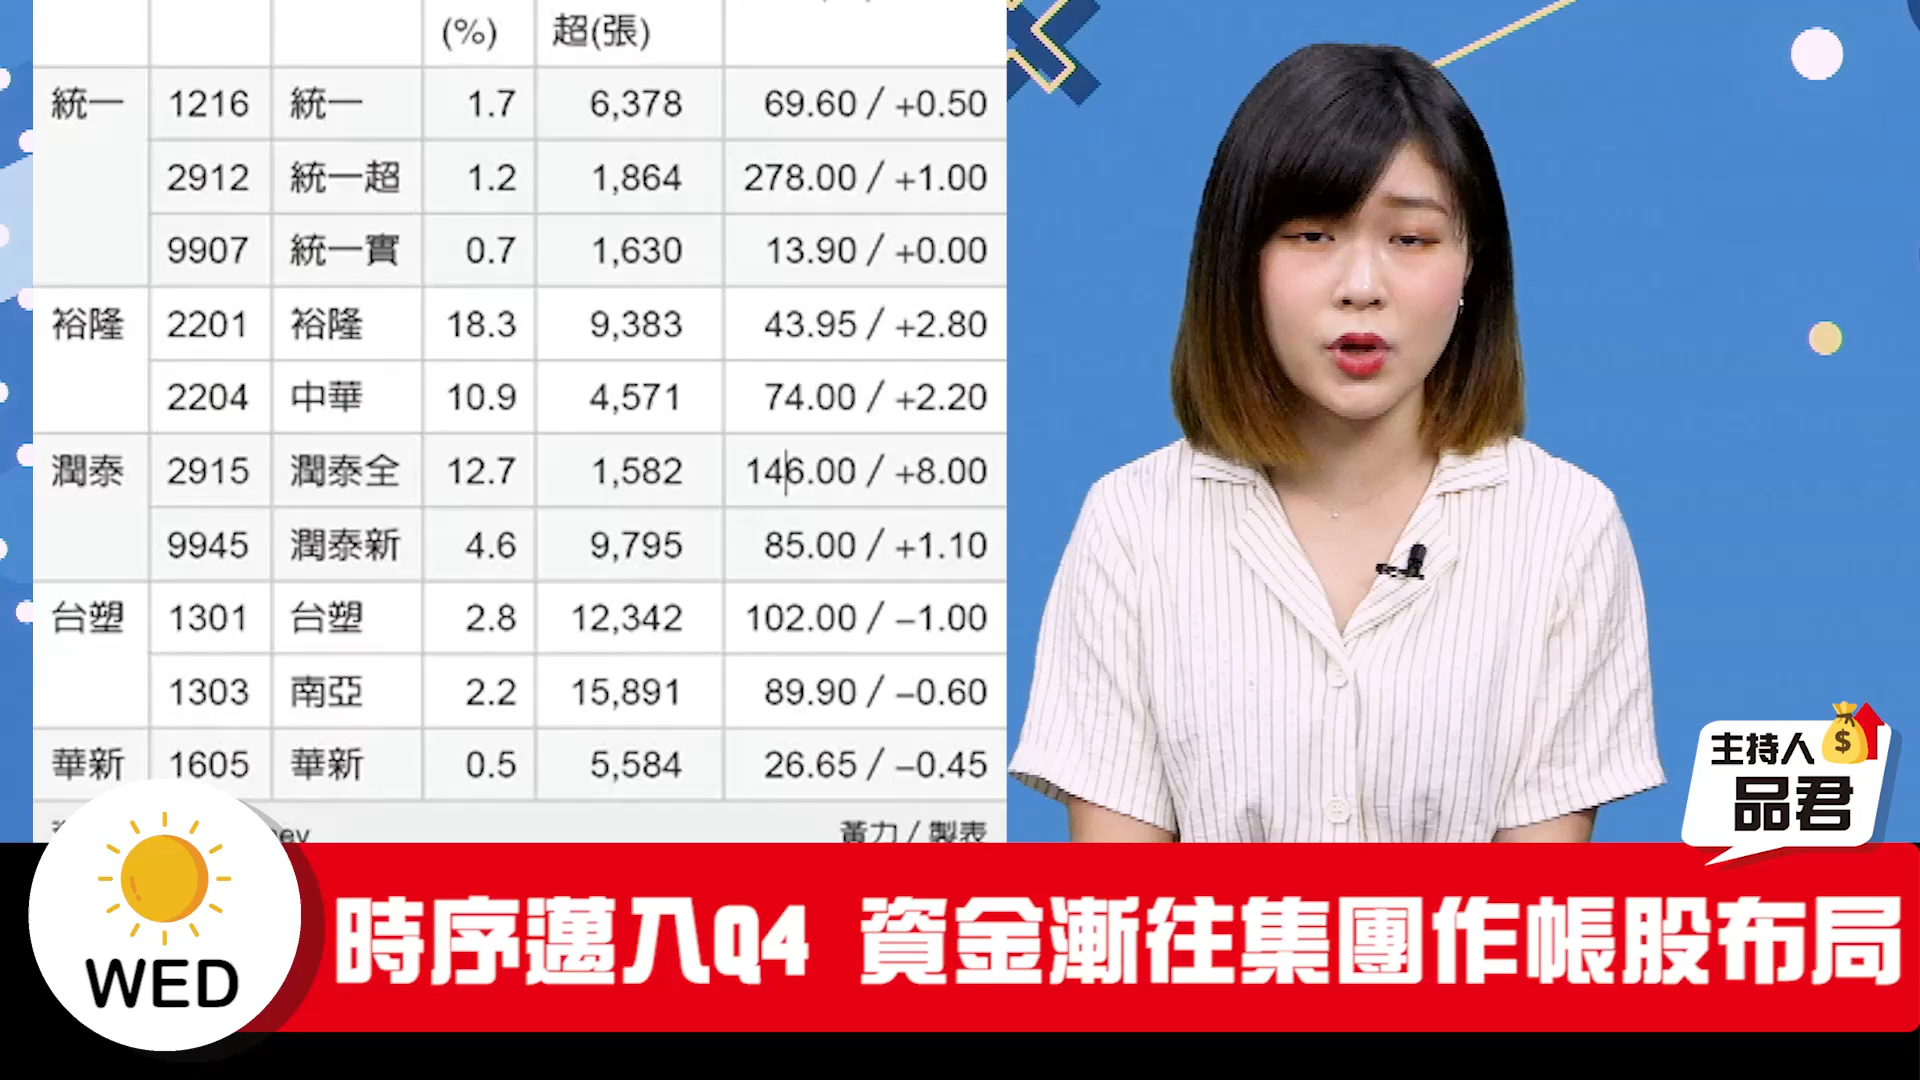 (%) 超(張)
統一 1216 統一 1.7 6,378 69.60 / +0.50
2912 統一超 1.2 1,864 278.00 / +1.00
9907 統一實 0.7 1,630 13.90 / +0.00
裕隆 2201 裕隆 18.3 9,383 43.95 / +2.80
2204 中華 10.9 4,571 74.00 / +2.20
潤泰 2915 潤泰全 12.7 1,582 146.00 / +8.00
9945 潤泰新 4.6 9,795 85.00 / +1.10
台塑 1301 台塑 2.8 12,342 102.00 / −1.00
1303 南亞 2.2 15,891 89.90 / −0.60
華新 1605 華新 0.5 5,584 26.65 / −0.45
黃力 / 製表
主持人
$
品君
WED
時序邁入Q4 資金漸往集團作帳股布局